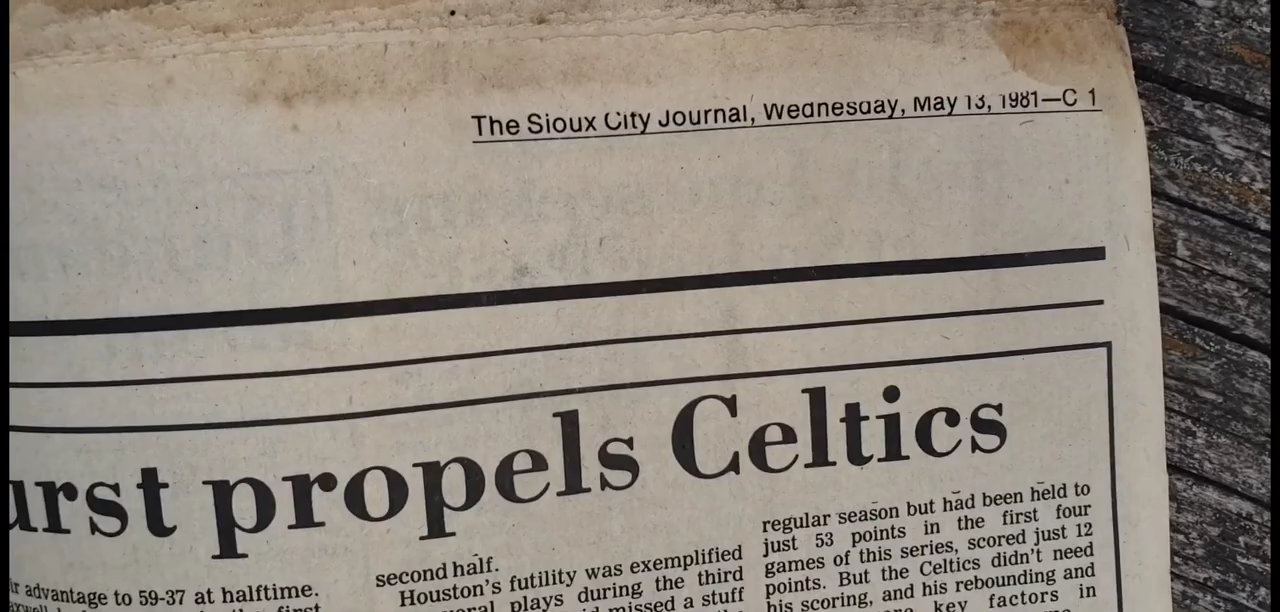 The Sioux City Journal, Wednesday, May 13, 1981—C 1
propels Celtics
advantage to 59-37 at halftime.
first
second half.
Houston's futility was exemplified
plays during the third
missed a stuff
regular season but had been held to
just 53 points in the first four
games of this series, scored just 12
points. But the Celtics didn't need
his scoring, and his rebounding and
key factors in